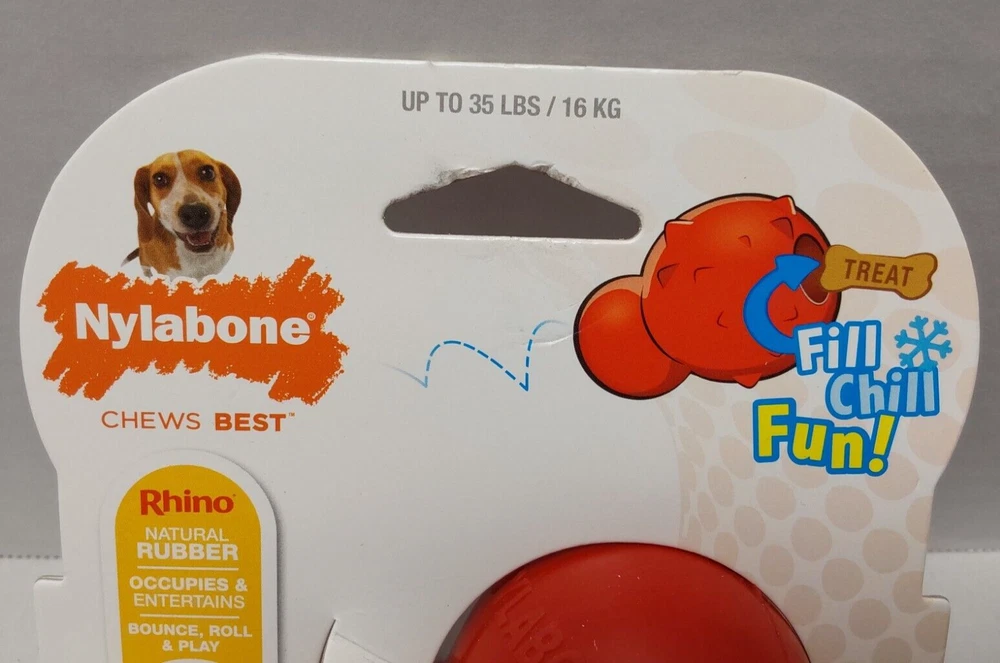 UP TO 35 LBS / 16 KG
Nylabone®
CHEWS BEST™
TREAT
Fill
Chill
Fun!
Rhino®
NATURAL
RUBBER
OCCUPIES &
ENTERTAINS
BOUNCE, ROLL
& PLAY